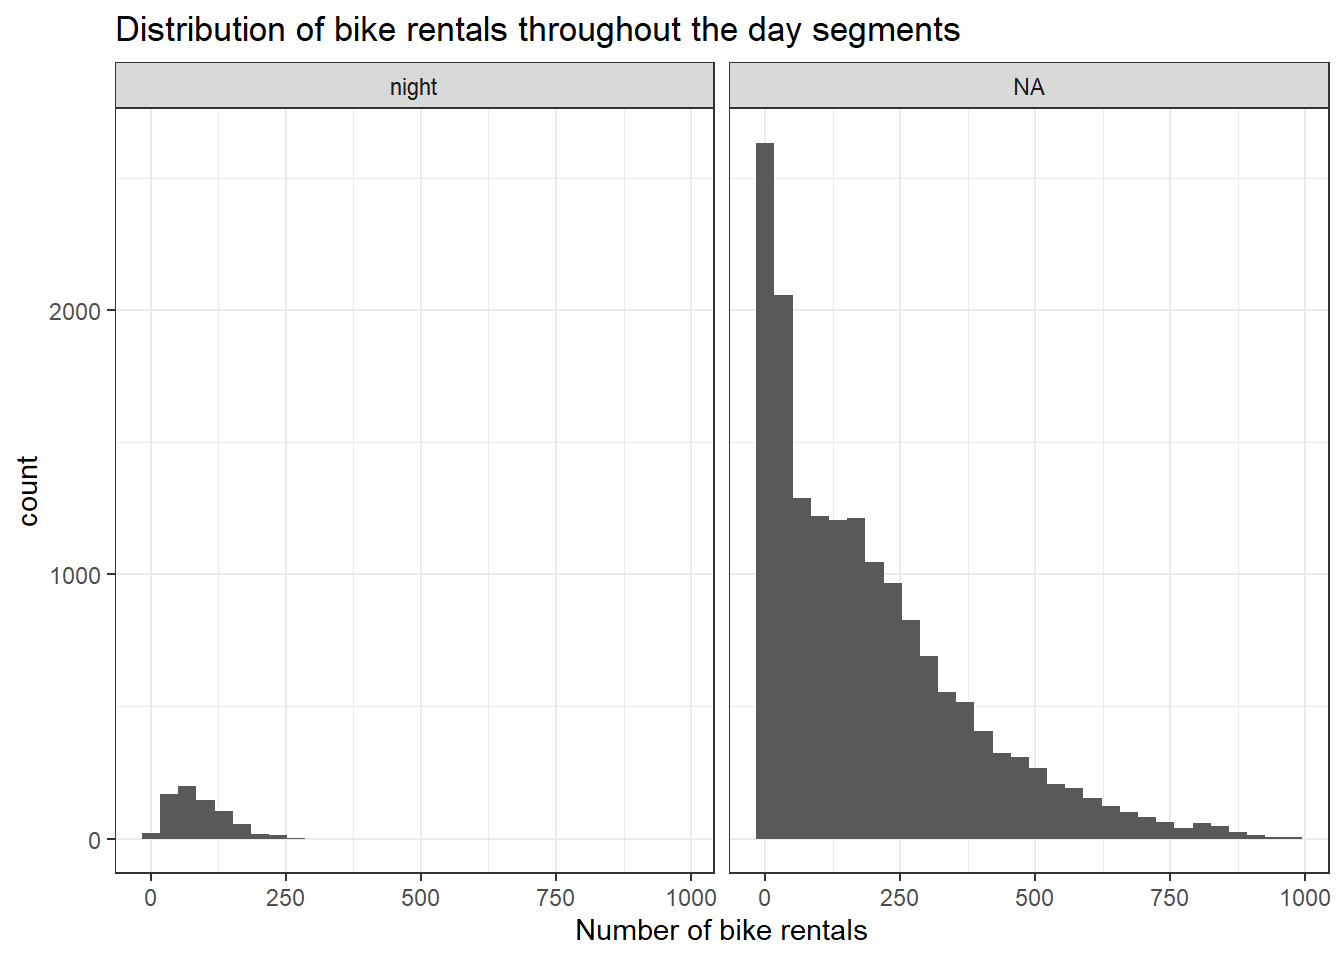 Distribution of bike rentals throughout the day segments
night
NA
count
2000
1000
0
0 250 500 750 1000
0 250 500 750 1000
Number of bike rentals